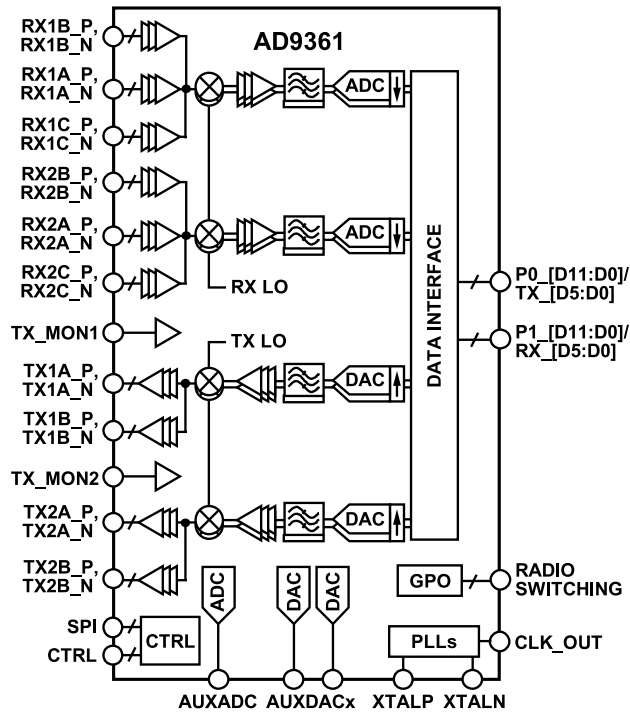 AD9361
RX1B_P,
RX1B_N
RX1A_P,
RX1A_N
RX1C_P,
RX1C_N
RX2B_P,
RX2B_N
RX2A_P,
RX2A_N
RX2C_P,
RX2C_N
TX_MON1
TX1A_P,
TX1A_N
TX1B_P,
TX1B_N
TX_MON2
TX2A_P,
TX2A_N
TX2B_P,
TX2B_N
SPI
CTRL
CTRL
ADC
ADC
RX LO
TX LO
DAC
DAC
DATA INTERFACE
P0_[D11:D0]/
TX_[D5:D0]
P1_[D11:D0]/
RX_[D5:D0]
ADC
DAC
DAC
GPO
RADIO
SWITCHING
PLLs
CLK_OUT
AUXADC
AUXDACx
XTALP
XTALN